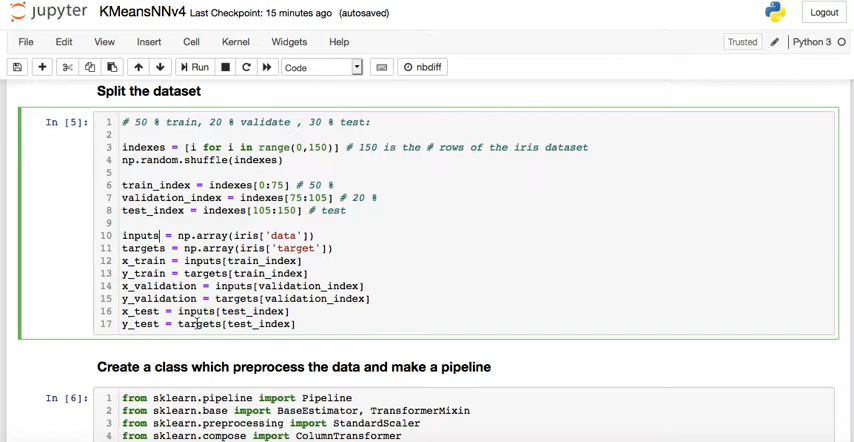 jupyter KMeansNNv4 Last Checkpoint: 15 minutes ago (autosaved)
Logout
File Edit View Insert Cell Kernel Widgets Help
Trusted Python 3
Run Code nbdiff
Split the dataset
In [5]:
1 # 50 % train, 20 % validate , 30 % test:
2
3 indexes = [i for i in range(0,150)] # 150 is the # rows of the iris dataset
4 np.random.shuffle(indexes)
5
6 train_index = indexes[0:75] # 50 %
7 validation_index = indexes[75:105] # 20 %
8 test_index = indexes[105:150] # test
9
10 inputs = np.array(iris['data'])
11 targets = np.array(iris['target'])
12 x_train = inputs[train_index]
13 y_train = targets[train_index]
14 x_validation = inputs[validation_index]
15 y_validation = targets[validation_index]
16 x_test = inputs[test_index]
17 y_test = targets[test_index]
Create a class which preprocess the data and make a pipeline
In [6]:
1 from sklearn.pipeline import Pipeline
2 from sklearn.base import BaseEstimator, TransformerMixin
3 from sklearn.preprocessing import StandardScaler
4 from sklearn.compose import ColumnTransformer